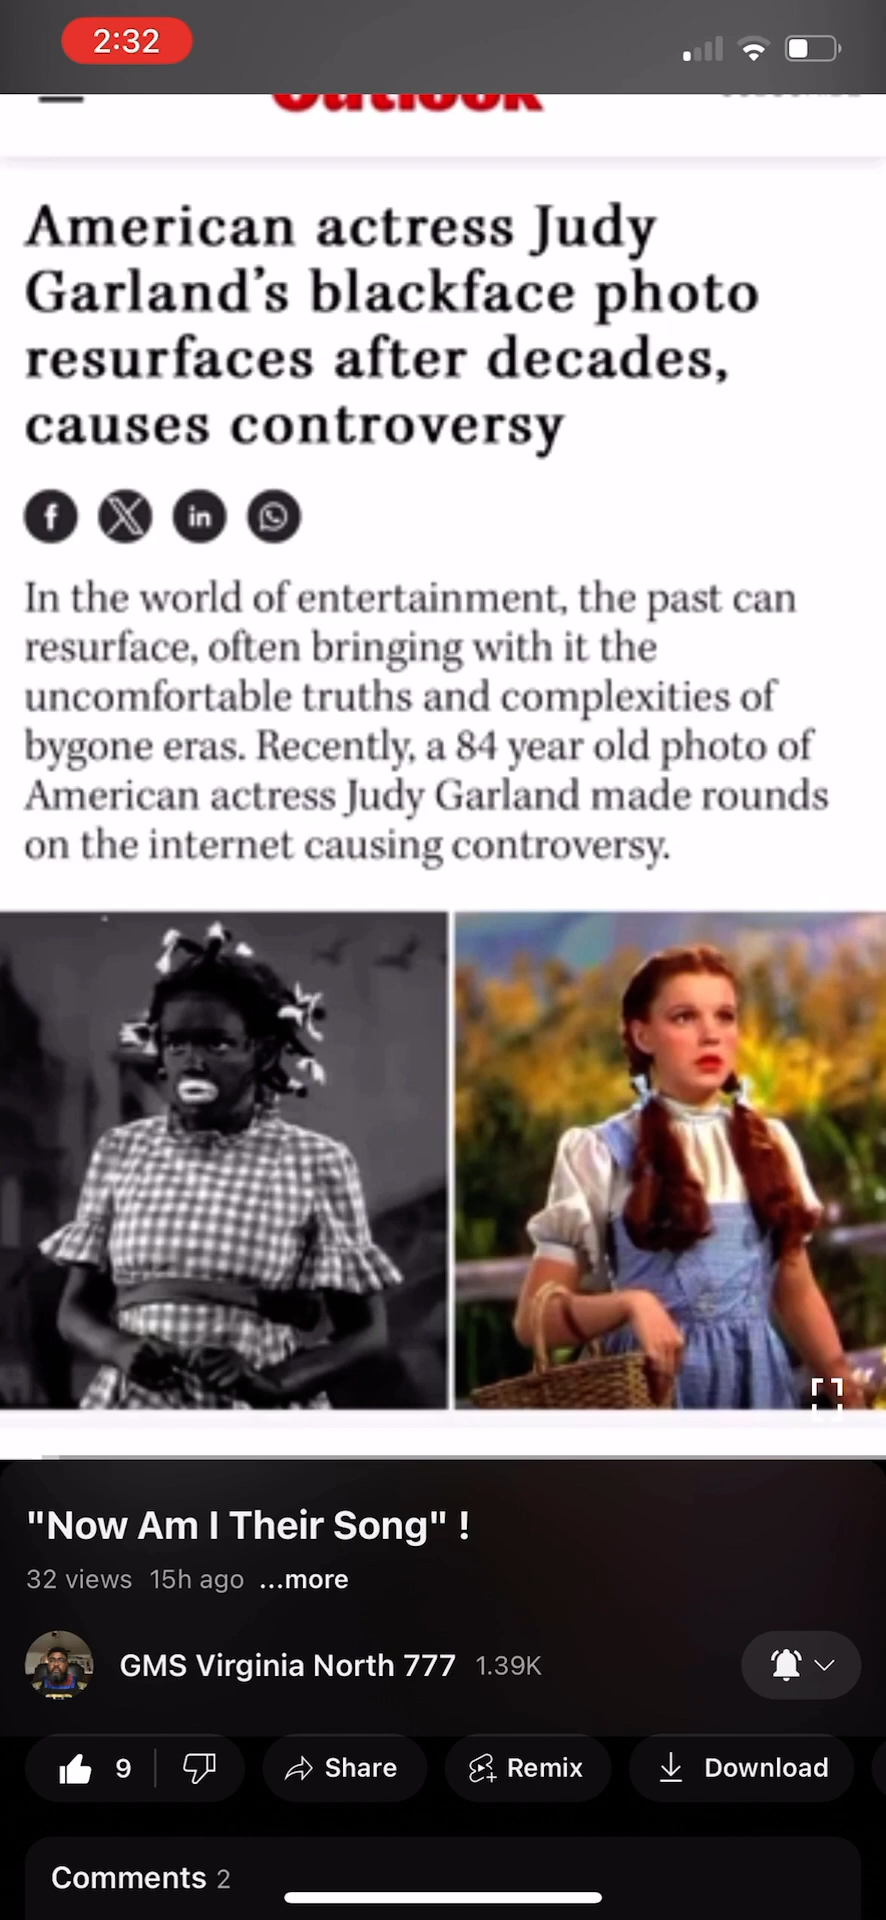 2:32
Outlook
American actress Judy
Garland's blackface photo
resurfaces after decades,
causes controversy
In the world of entertainment, the past can
resurface, often bringing with it the
uncomfortable truths and complexities of
bygone eras. Recently, a 84 year old photo of
American actress Judy Garland made rounds
on the internet causing controversy.
"Now Am I Their Song" !
32 views 15h ago ...more
GMS Virginia North 777 1.39K
9 Share Remix Download
Comments 2